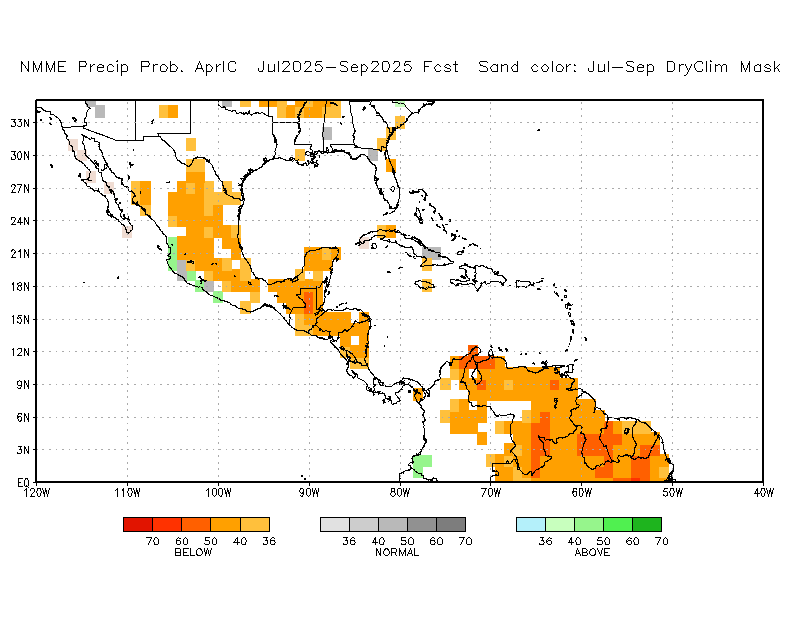 NMME Precip Prob. AprIC Jul2025-Sep2025 Fcst Sand color: Jul-Sep DryClim Mask
33N
30N
27N
24N
21N
18N
15N
12N
9N
6N
3N
EQ
120W 110W 100W 90W 80W 70W 60W 50W 40W
70 60 50 40 36 36 40 50 60 70 36 40 50 60 70
BELOW NORMAL ABOVE